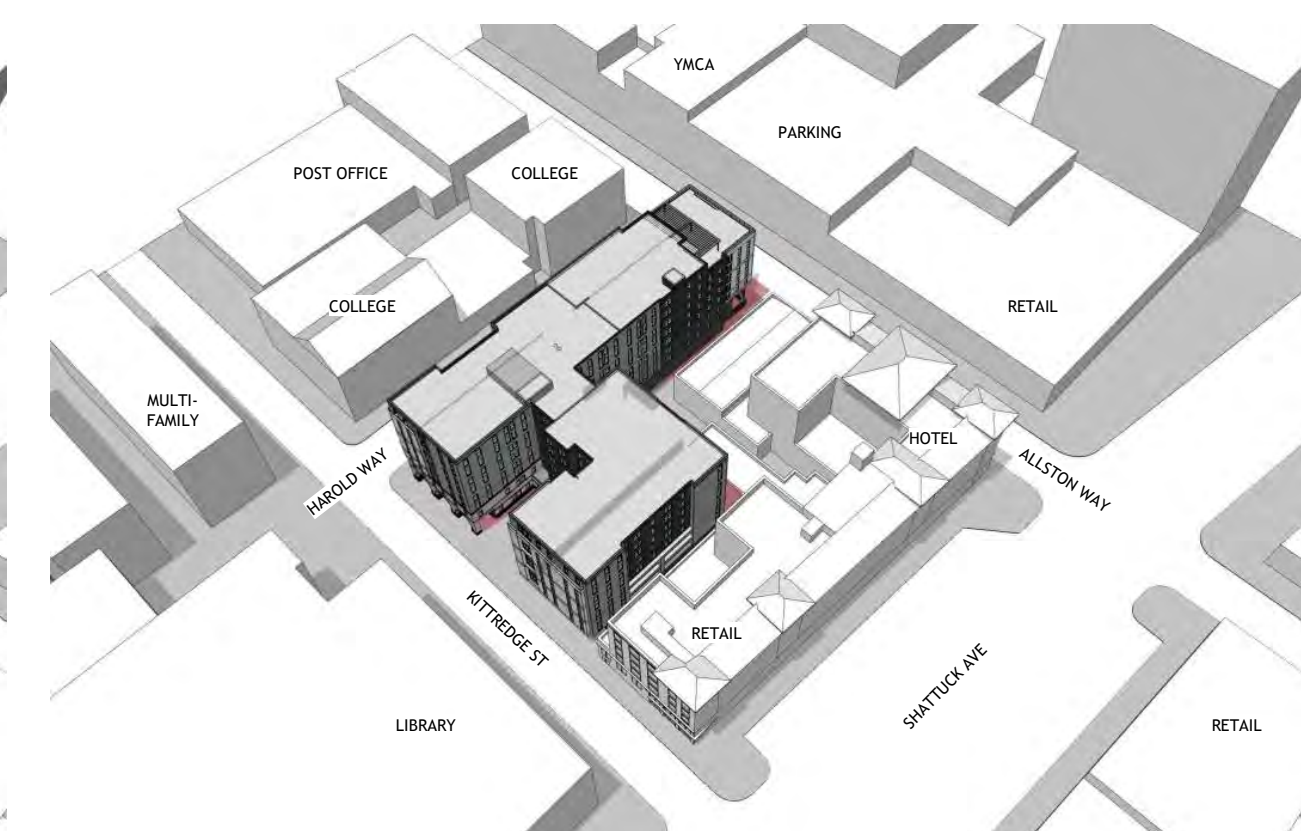 YMCA
PARKING
POST OFFICE
COLLEGE
COLLEGE
RETAIL
MULTI-
FAMILY
HOTEL
HAROLD WAY
ALLSTON WAY
KITTREDGE ST
RETAIL
SHATTUCK AVE
LIBRARY
RETAIL